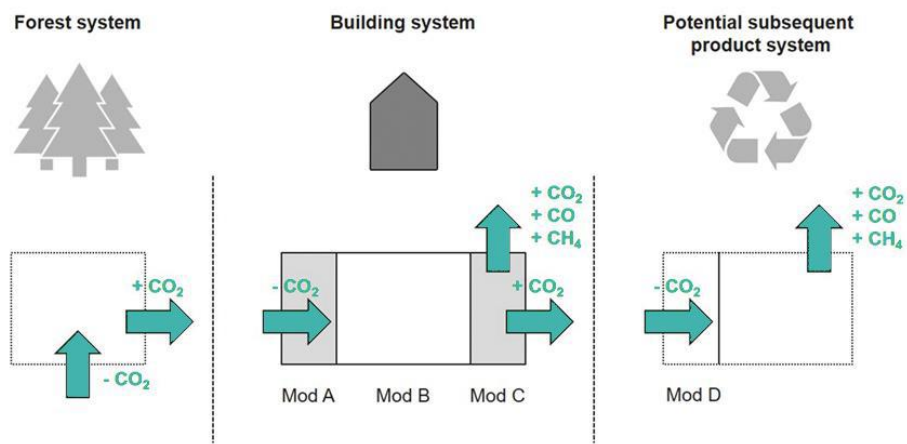 Forest system
Building system
Potential subsequent
product system
+ CO₂
- CO₂
- CO₂
+ CO₂
+ CO
+ CH₄
+ CO₂
Mod A
Mod B
Mod C
+ CO₂
+ CO
+ CH₄
- CO₂
Mod D